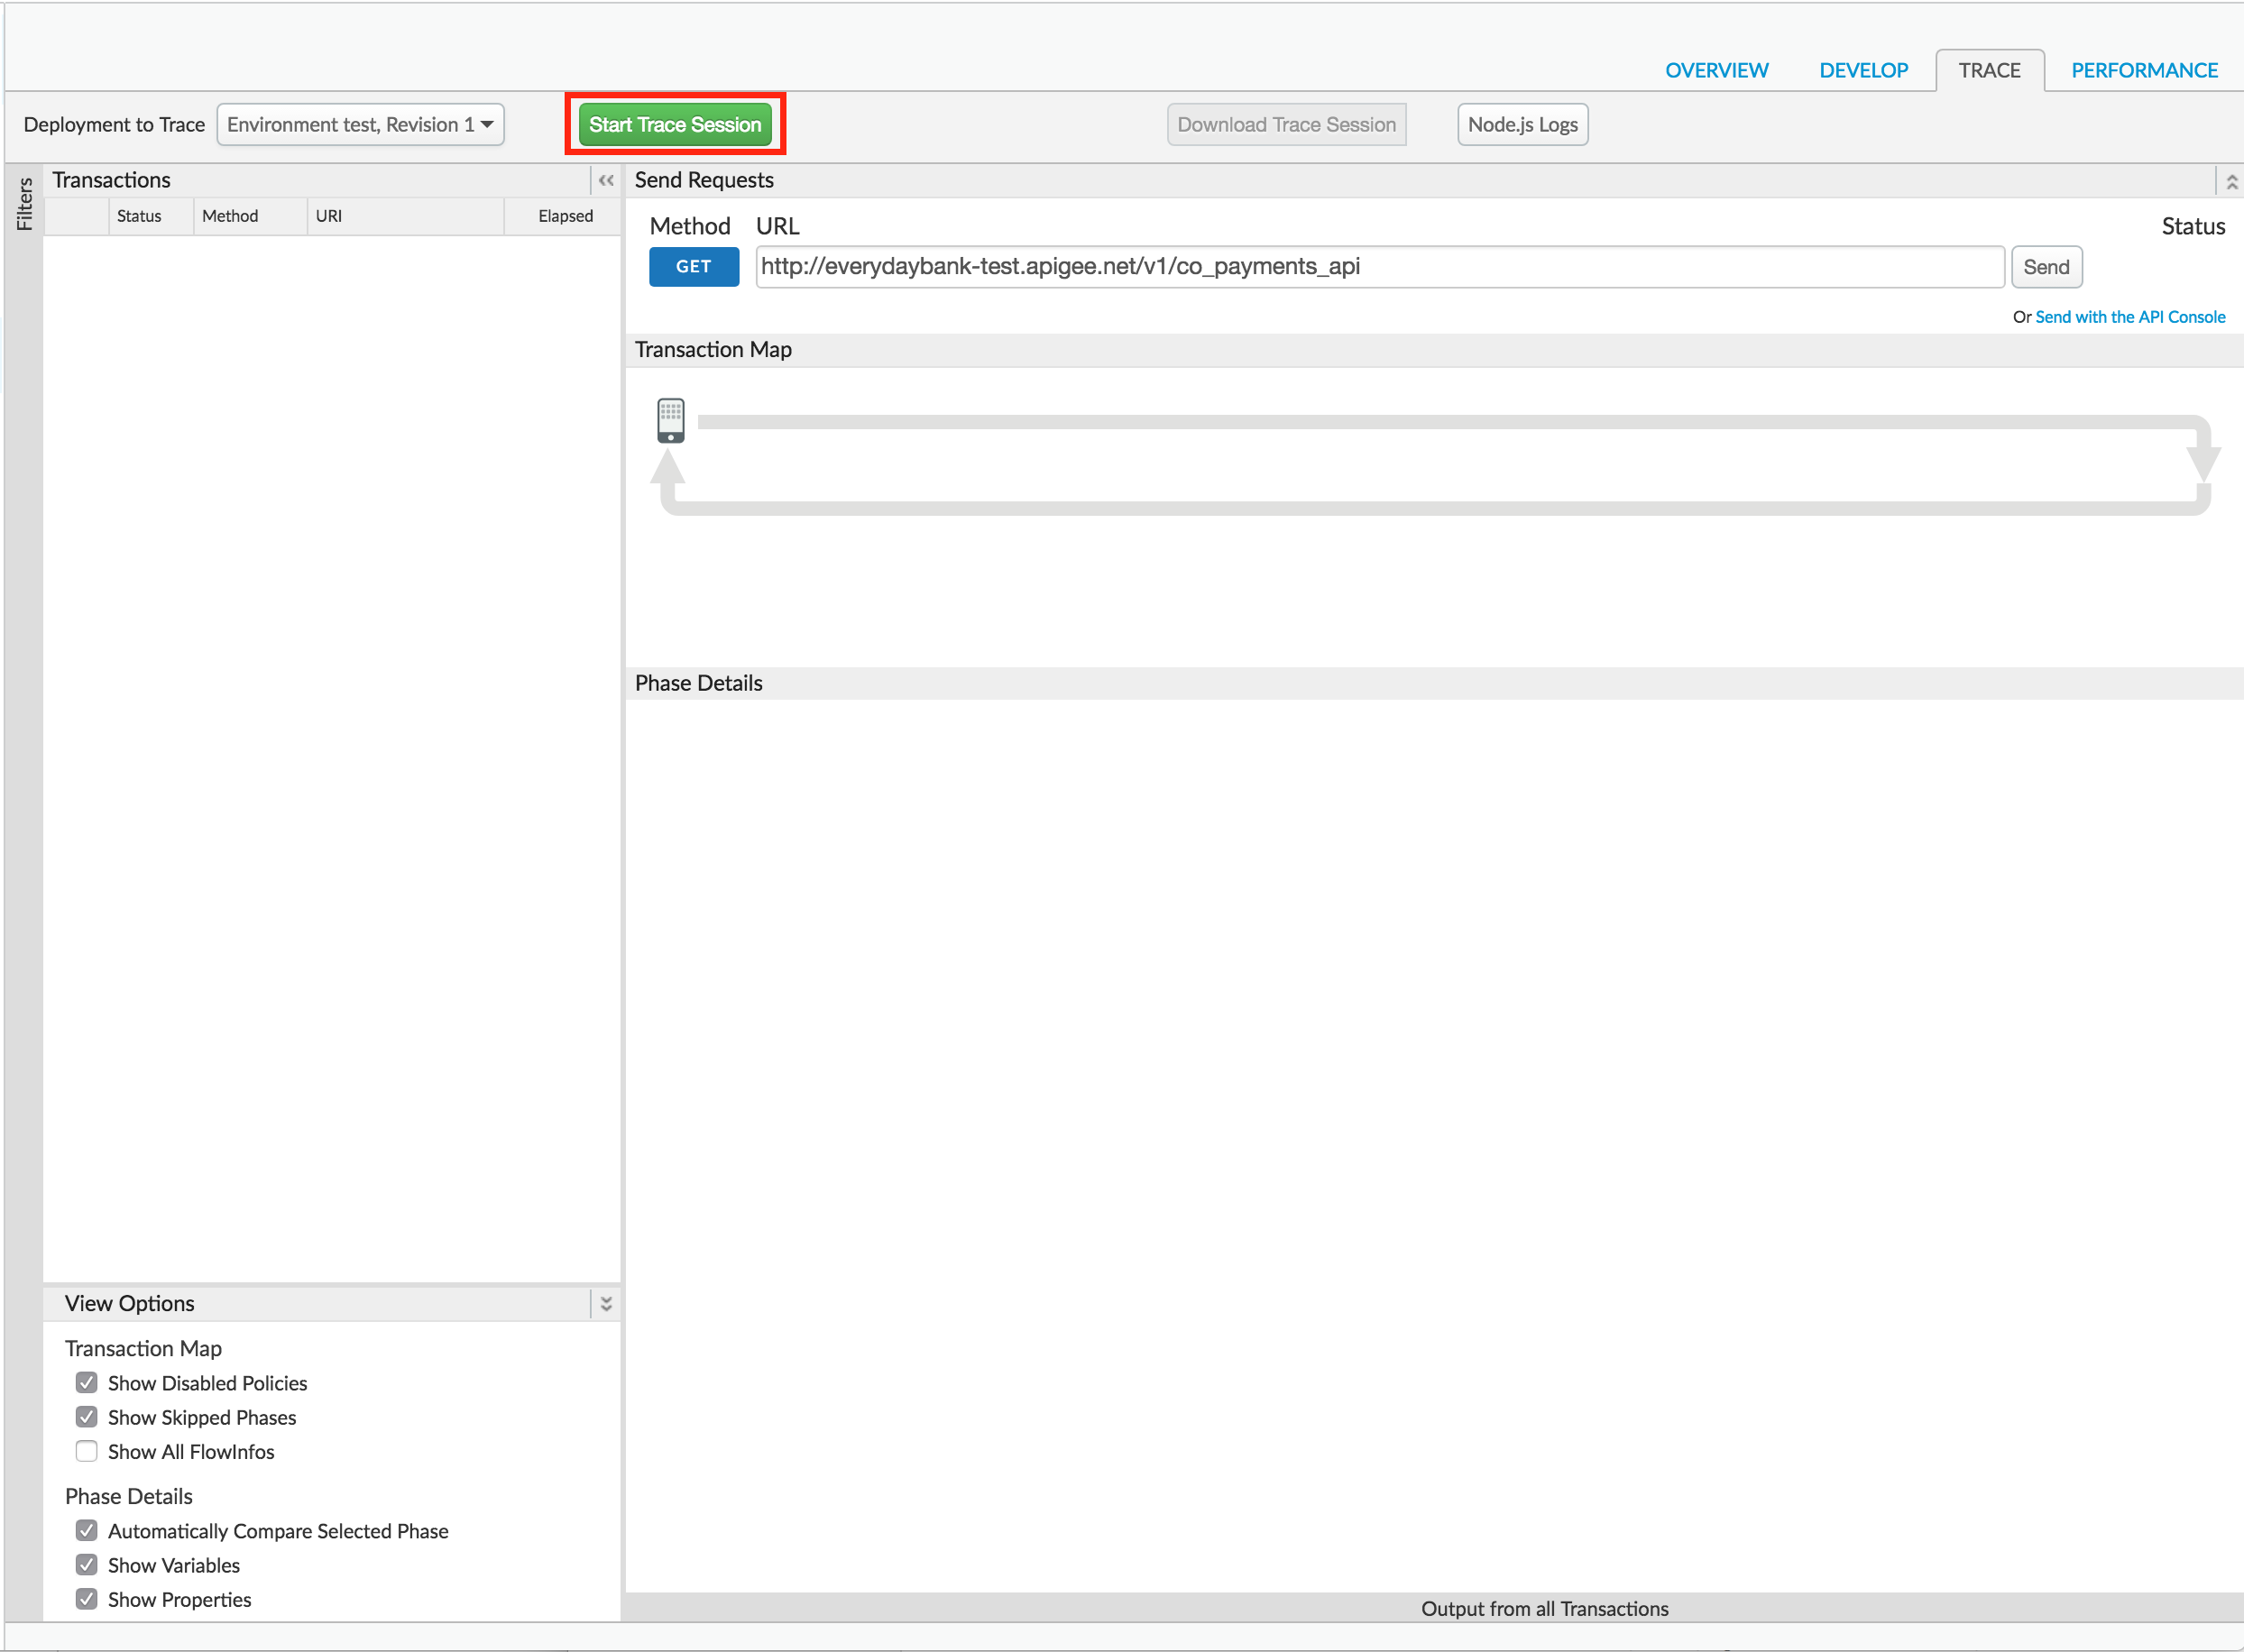 OVERVIEW DEVELOP TRACE PERFORMANCE
Deployment to Trace Environment test, Revision 1 Start Trace Session Download Trace Session Node.js Logs
Filters
Transactions
Status Method URI Elapsed
Send Requests
Method URL Status
GET http://everydaybank-test.apigee.net/v1/co_payments_api Send
Or Send with the API Console
Transaction Map
Phase Details
View Options
Transaction Map
Show Disabled Policies
Show Skipped Phases
Show All FlowInfos
Phase Details
Automatically Compare Selected Phase
Show Variables
Show Properties
Output from all Transactions